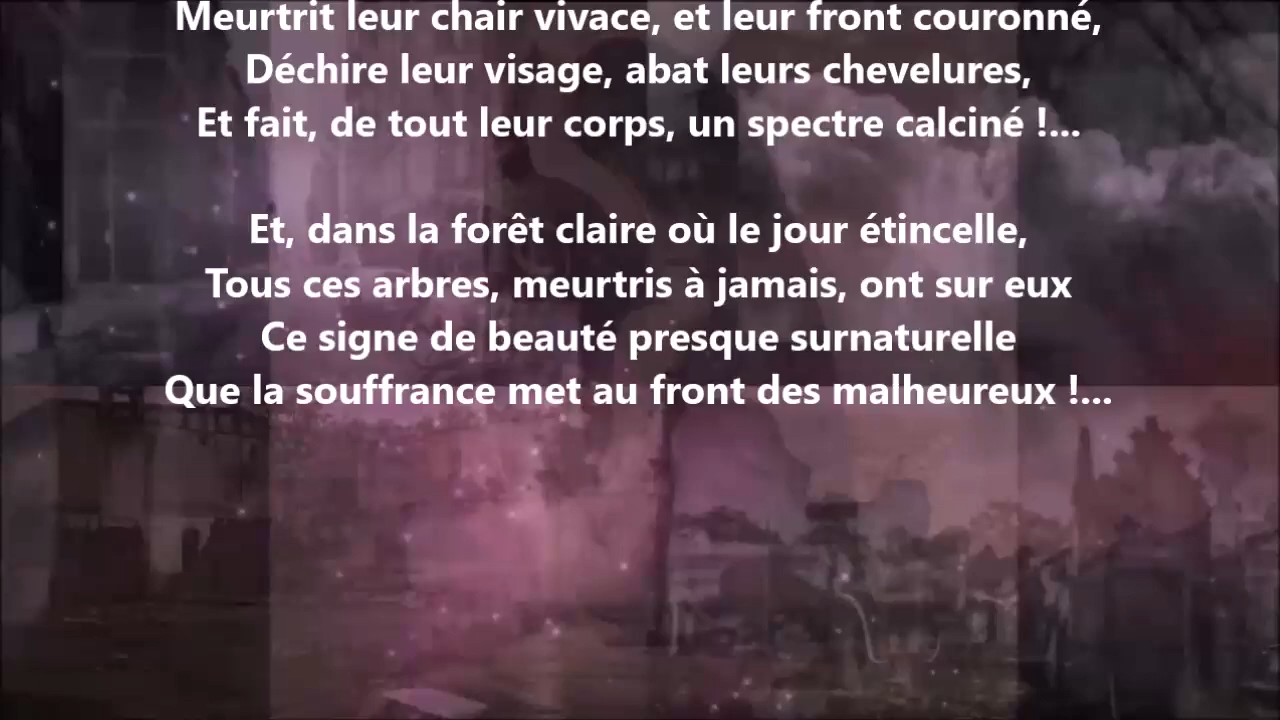 Meurtrit leur chair vivace, et leur front couronné,
Déchire leur visage, abat leurs chevelures,
Et fait, de tout leur corps, un spectre calciné !...
Et, dans la forêt claire où le jour étincelle,
Tous ces arbres, meurtris à jamais, ont sur eux
Ce signe de beauté presque surnaturelle
Que la souffrance met au front des malheureux !...